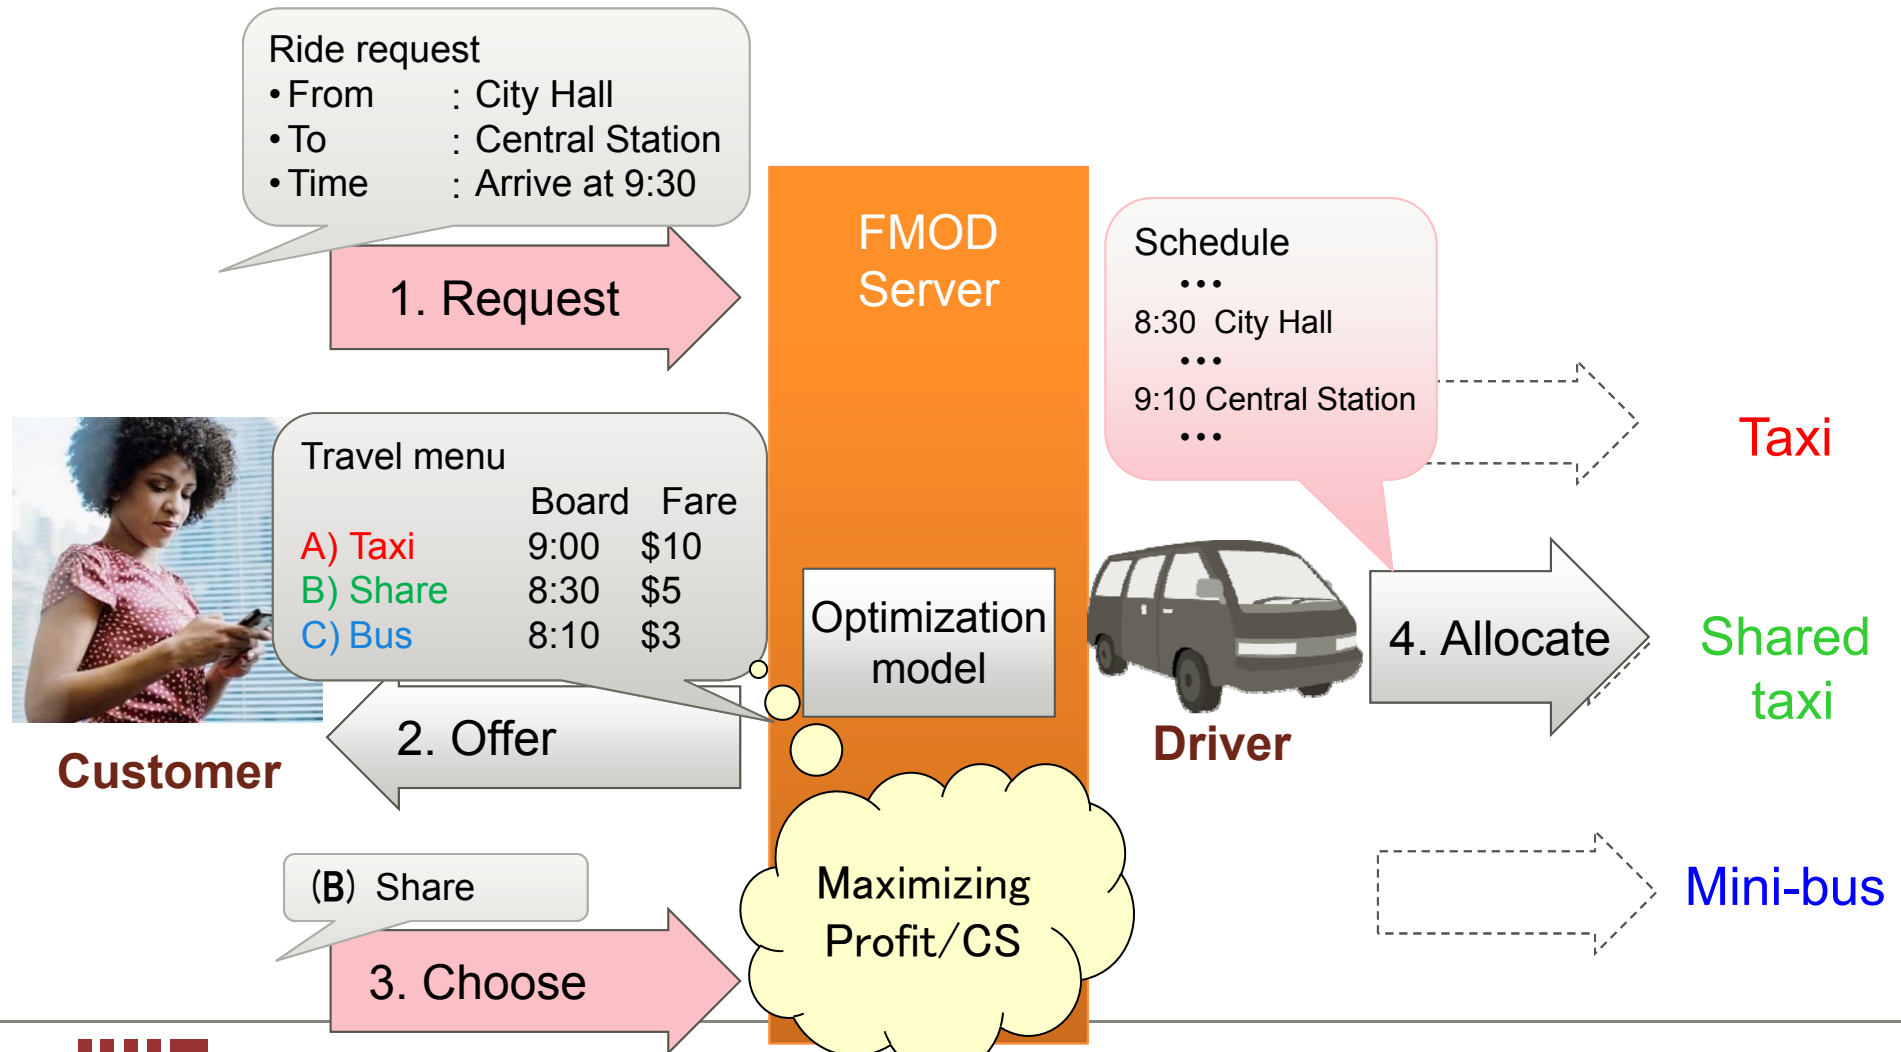 Ride request
• From : City Hall
• To : Central Station
• Time : Arrive at 9:30
1. Request
FMOD
Server
Schedule
•••
8:30 City Hall
•••
9:10 Central Station
•••
Taxi
Travel menu
Board Fare
A) Taxi 9:00 $10
B) Share 8:30 $5
C) Bus 8:10 $3
Optimization
model
4. Allocate
Shared
taxi
2. Offer
Customer
Driver
(B) Share
Maximizing
Profit/CS
Mini-bus
3. Choose